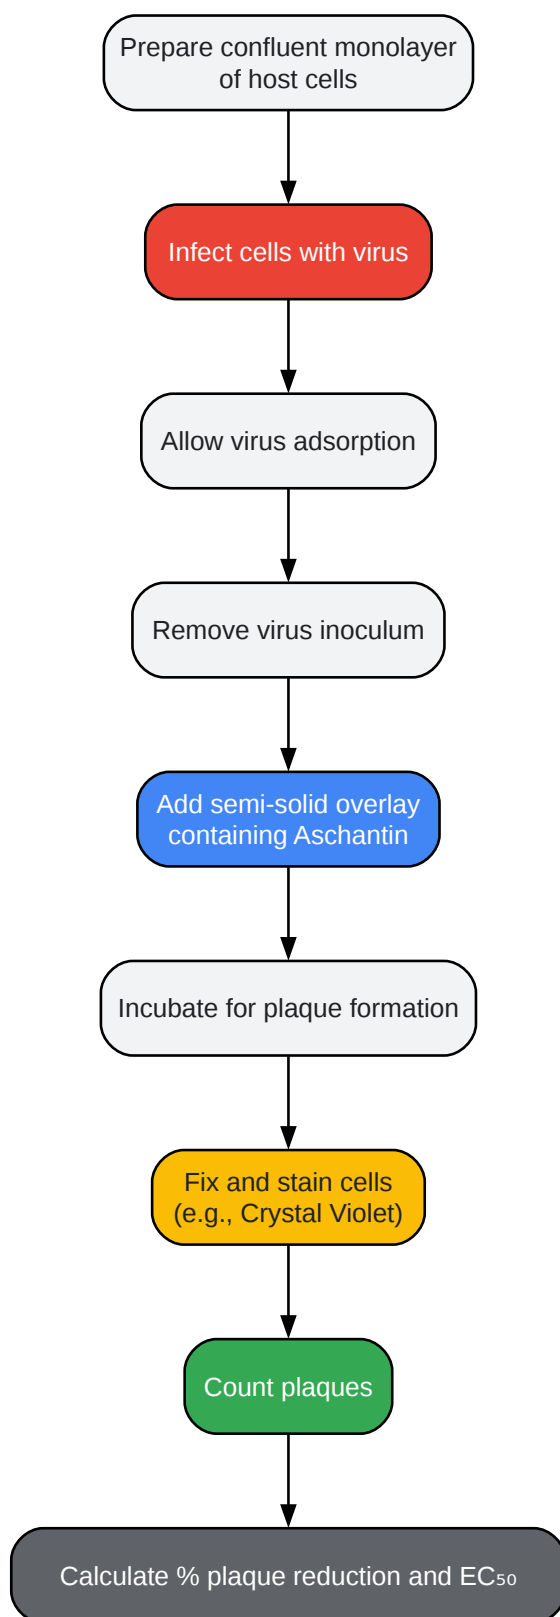 Prepare confluent monolayer
of host cells
Infect cells with virus
Allow virus adsorption
Remove virus inoculum
Add semi-solid overlay
containing Aschantin
Incubate for plaque formation
Fix and stain cells
(e.g., Crystal Violet)
Count plaques
Calculate % plaque reduction and EC₅₀